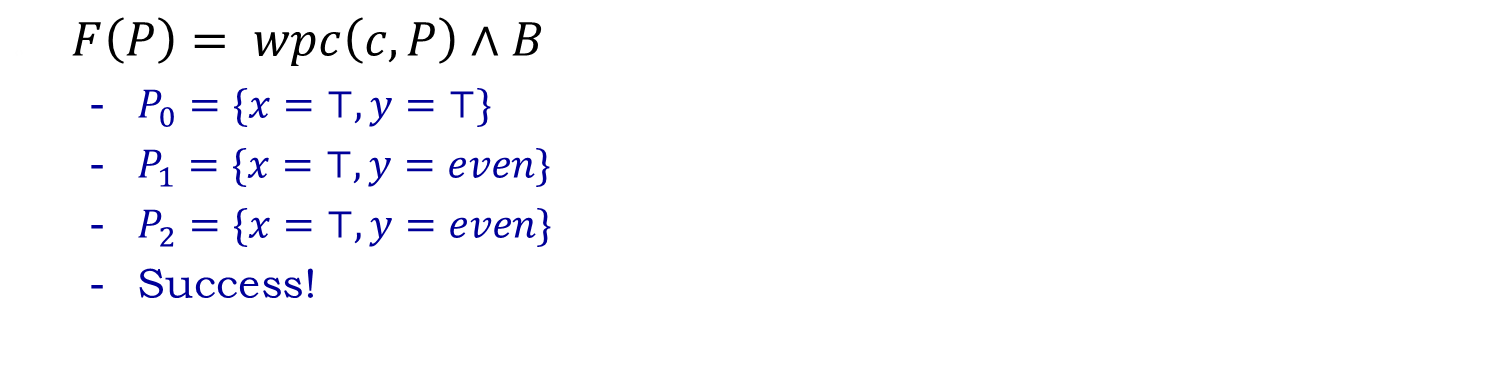 F(P) = wpc(c, P) ∧ B
- P₀ = {x = ⊤, y = ⊤}
- P₁ = {x = ⊤, y = even}
- P₂ = {x = ⊤, y = even}
- Success!